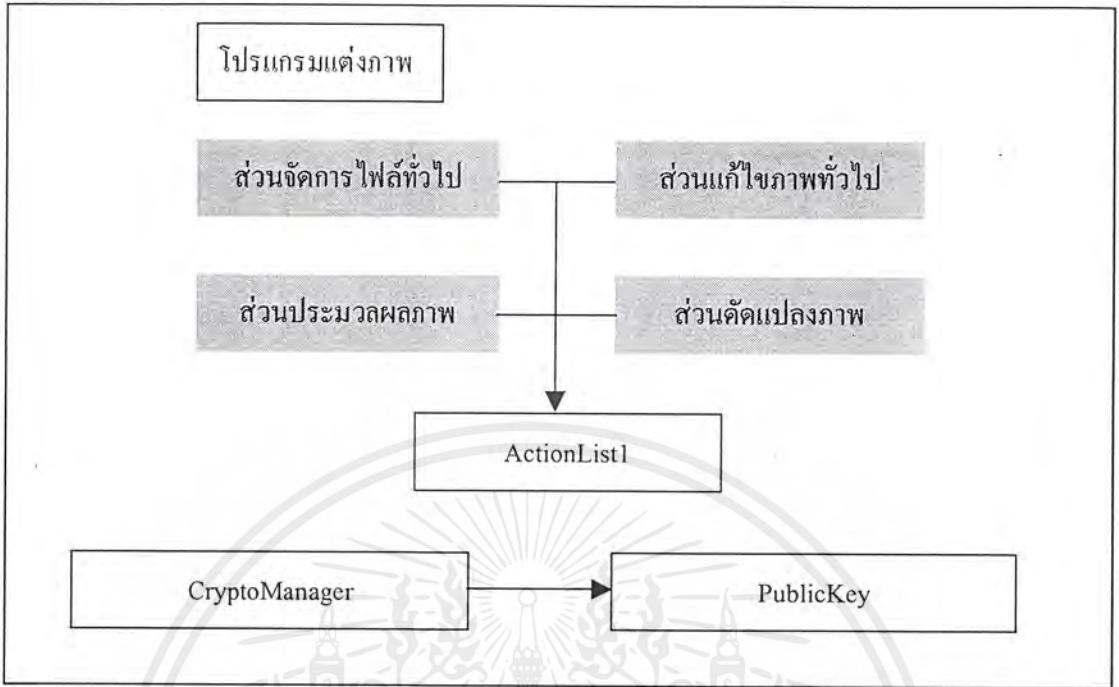 โปรแกรมแต่งภาพ
ส่วนจัดการไฟล์ทั่วไป
ส่วนแก้ไขภาพทั่วไป
ส่วนประมวลผลภาพ
ส่วนดัดแปลงภาพ
ActionList1
CryptoManager
PublicKey